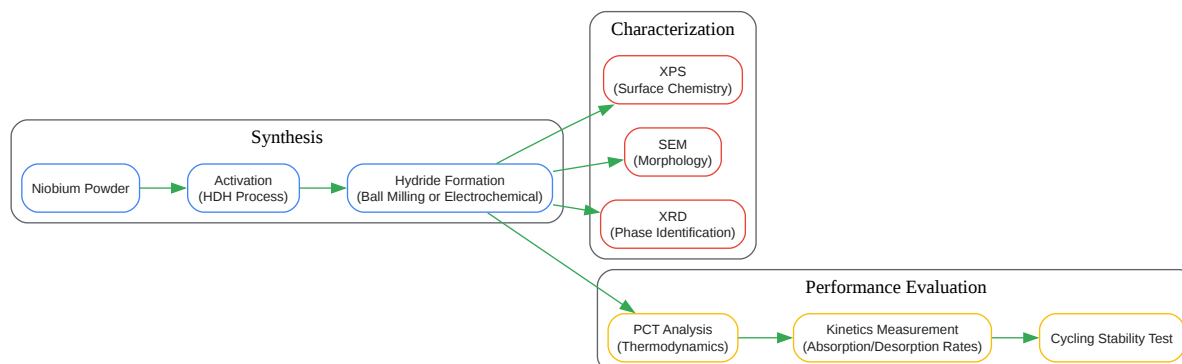 Characterization
XPS
(Surface Chemistry)
SEM
(Morphology)
XRD
(Phase Identification)
Synthesis
Niobium Powder
Activation
(HDH Process)
Hydride Formation
(Ball Milling or Electrochemical)
Performance Evaluation
PCT Analysis
(Thermodynamics)
Kinetics Measurement
(Absorption/Desorption Rates)
Cycling Stability Test